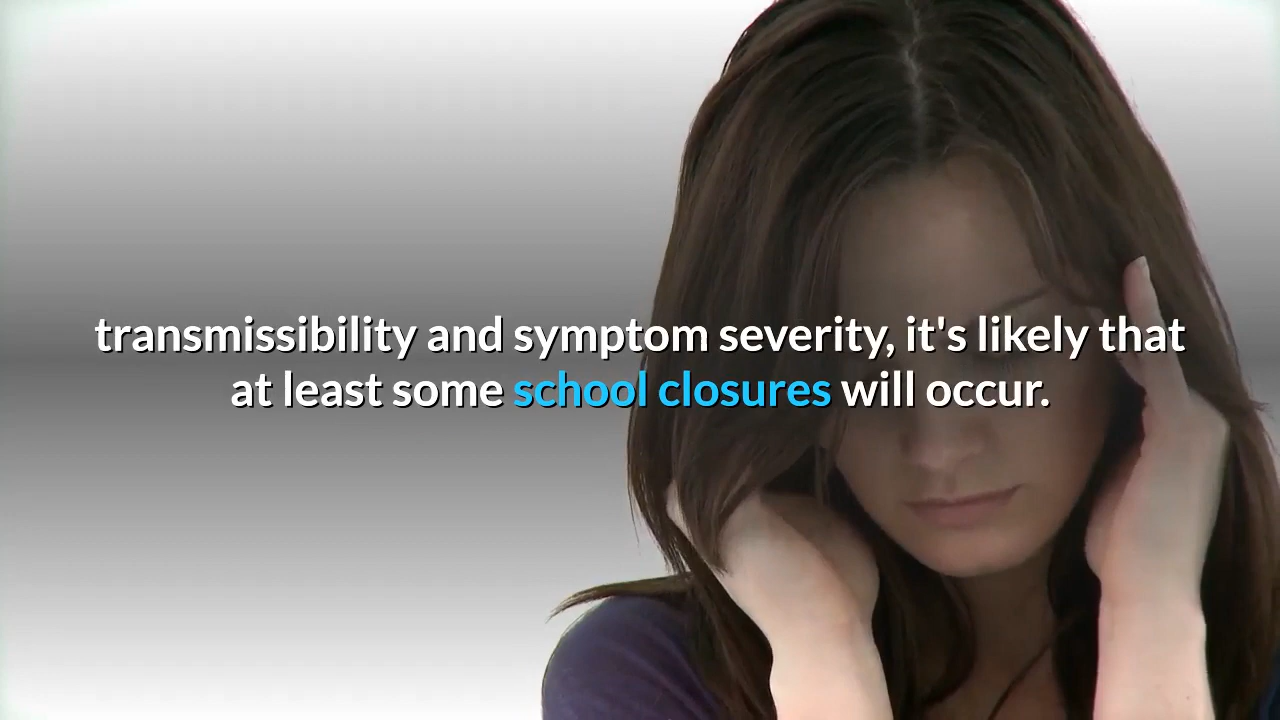 transmissibility and symptom severity, it's likely that
at least some school closures will occur.